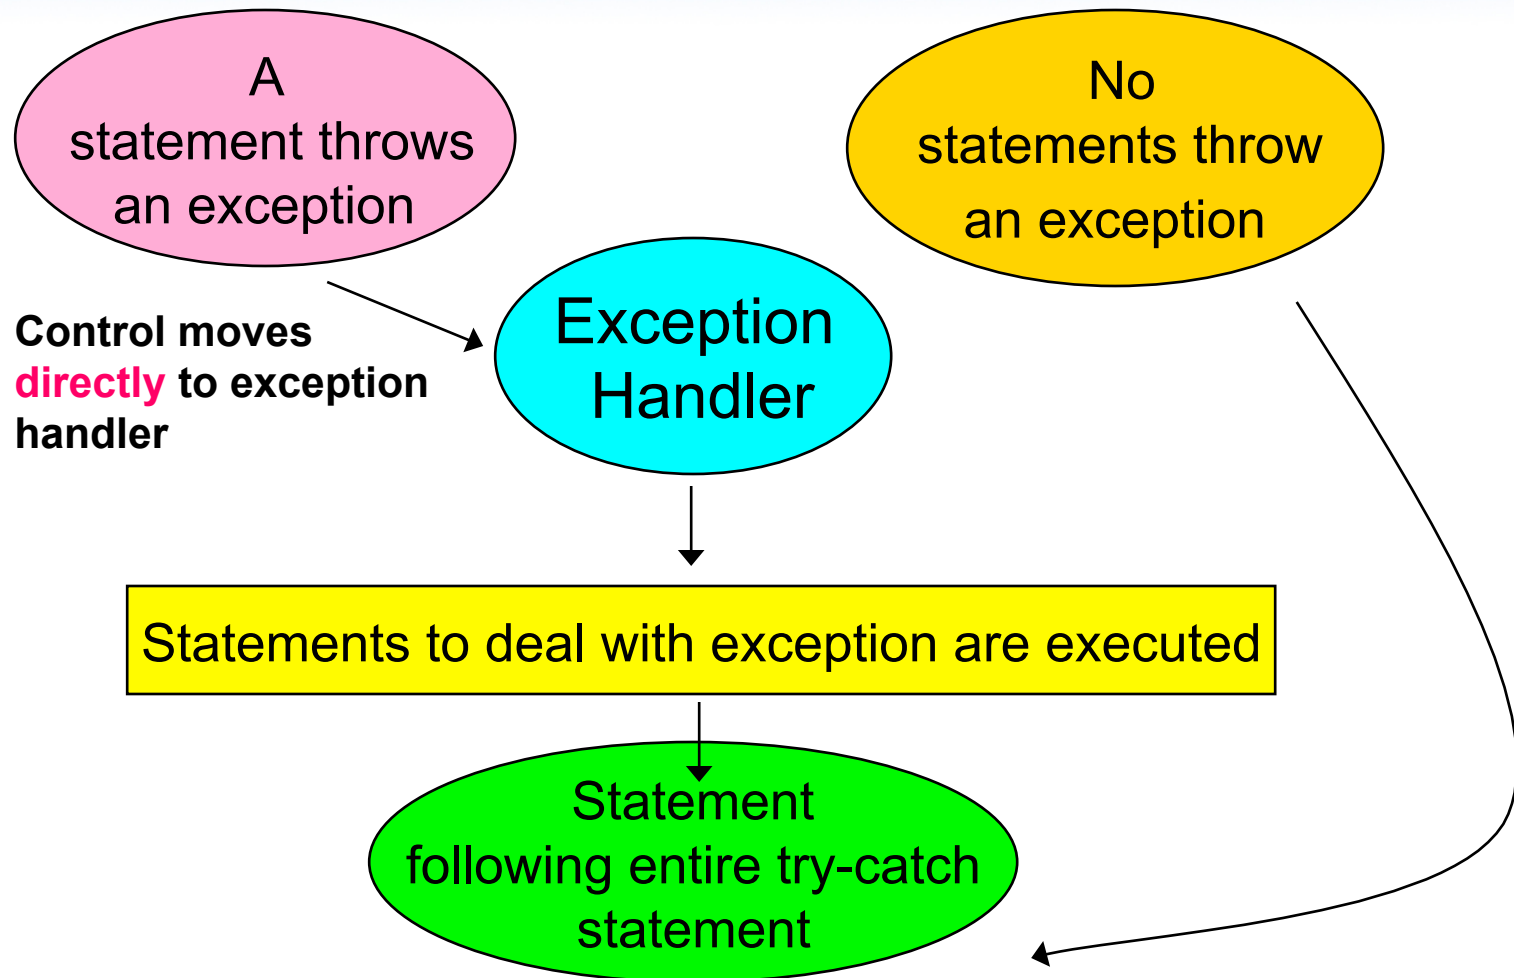 A
statement throws
an exception
No
statements throw
an exception
Control moves
directly to exception
handler
Exception
Handler
Statements to deal with exception are executed
Statement
following entire try-catch
statement